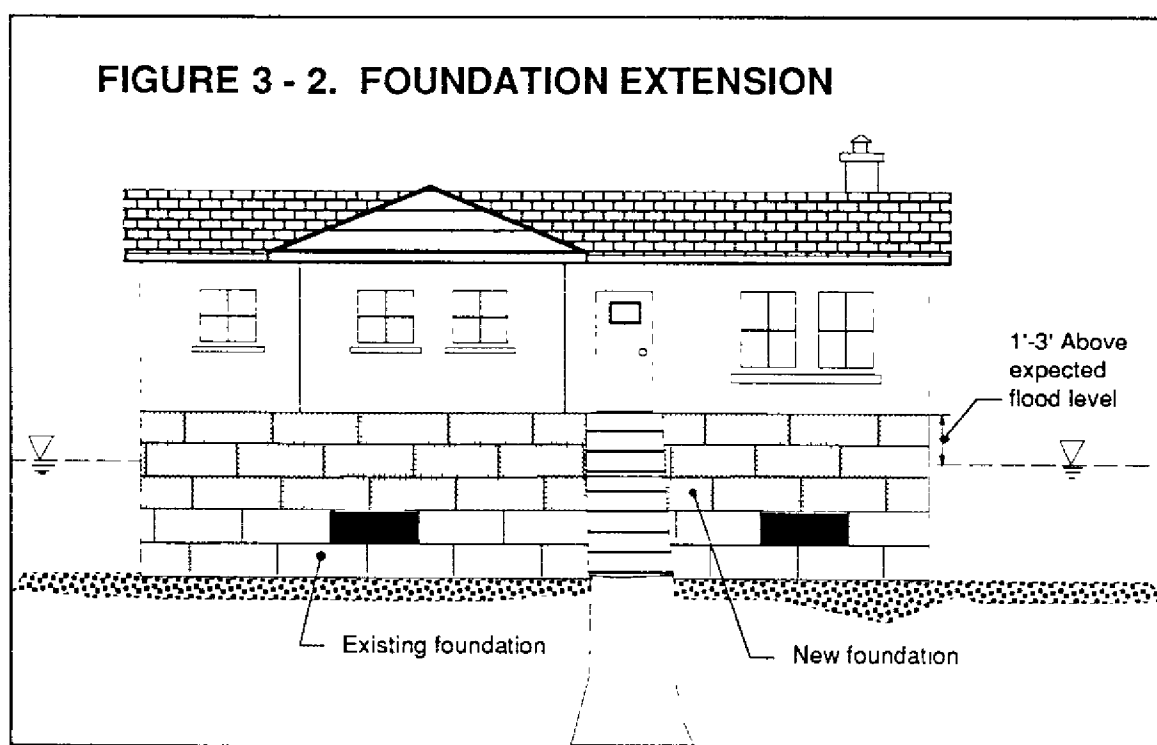 FIGURE 3 - 2. FOUNDATION EXTENSION
1'-3' Above
expected
flood level
Existing foundation
New foundation